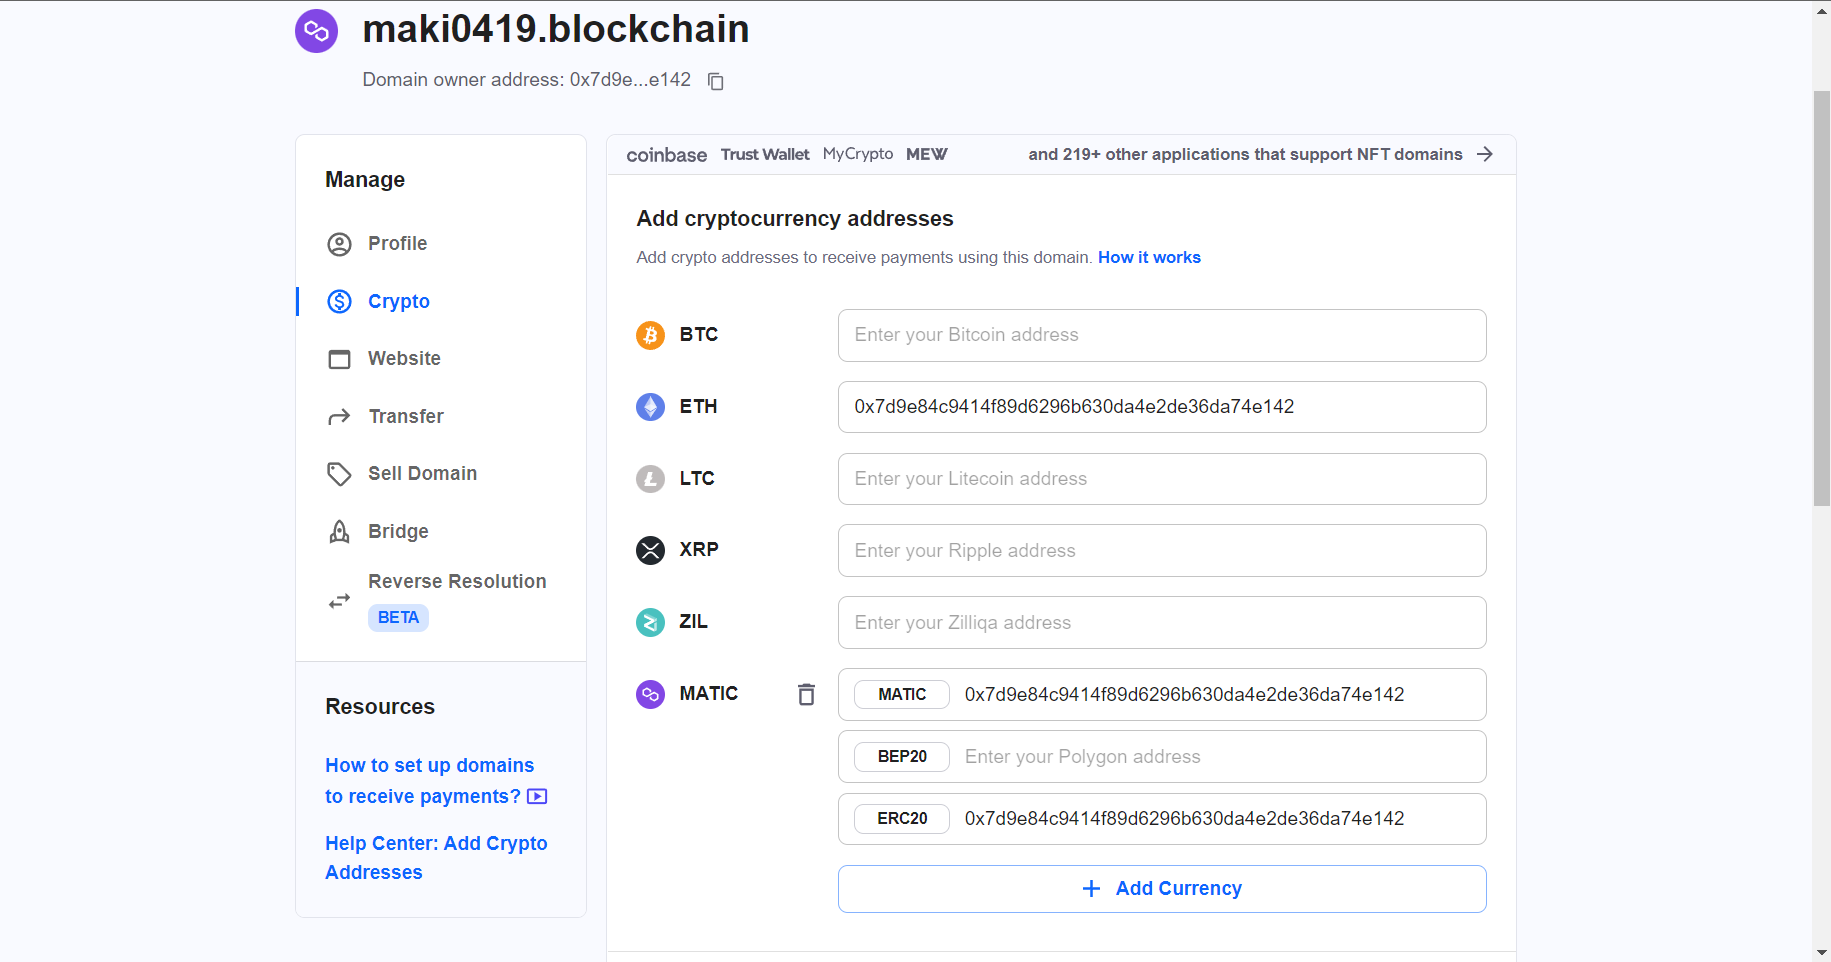 maki0419.blockchain
Domain owner address: 0x7d9e...e142
Manage
Profile
Crypto
Website
Transfer
Sell Domain
Bridge
Reverse Resolution
BETA
Resources
How to set up domains
to receive payments?
Help Center: Add Crypto
Addresses
coinbase Trust Wallet MyCrypto MEW and 219+ other applications that support NFT domains
Add cryptocurrency addresses
Add crypto addresses to receive payments using this domain. How it works
BTC Enter your Bitcoin address
ETH 0x7d9e84c9414f89d6296b630da4e2de36da74e142
LTC Enter your Litecoin address
XRP Enter your Ripple address
ZIL Enter your Zilliqa address
MATIC MATIC 0x7d9e84c9414f89d6296b630da4e2de36da74e142
BEP20 Enter your Polygon address
ERC20 0x7d9e84c9414f89d6296b630da4e2de36da74e142
+ Add Currency